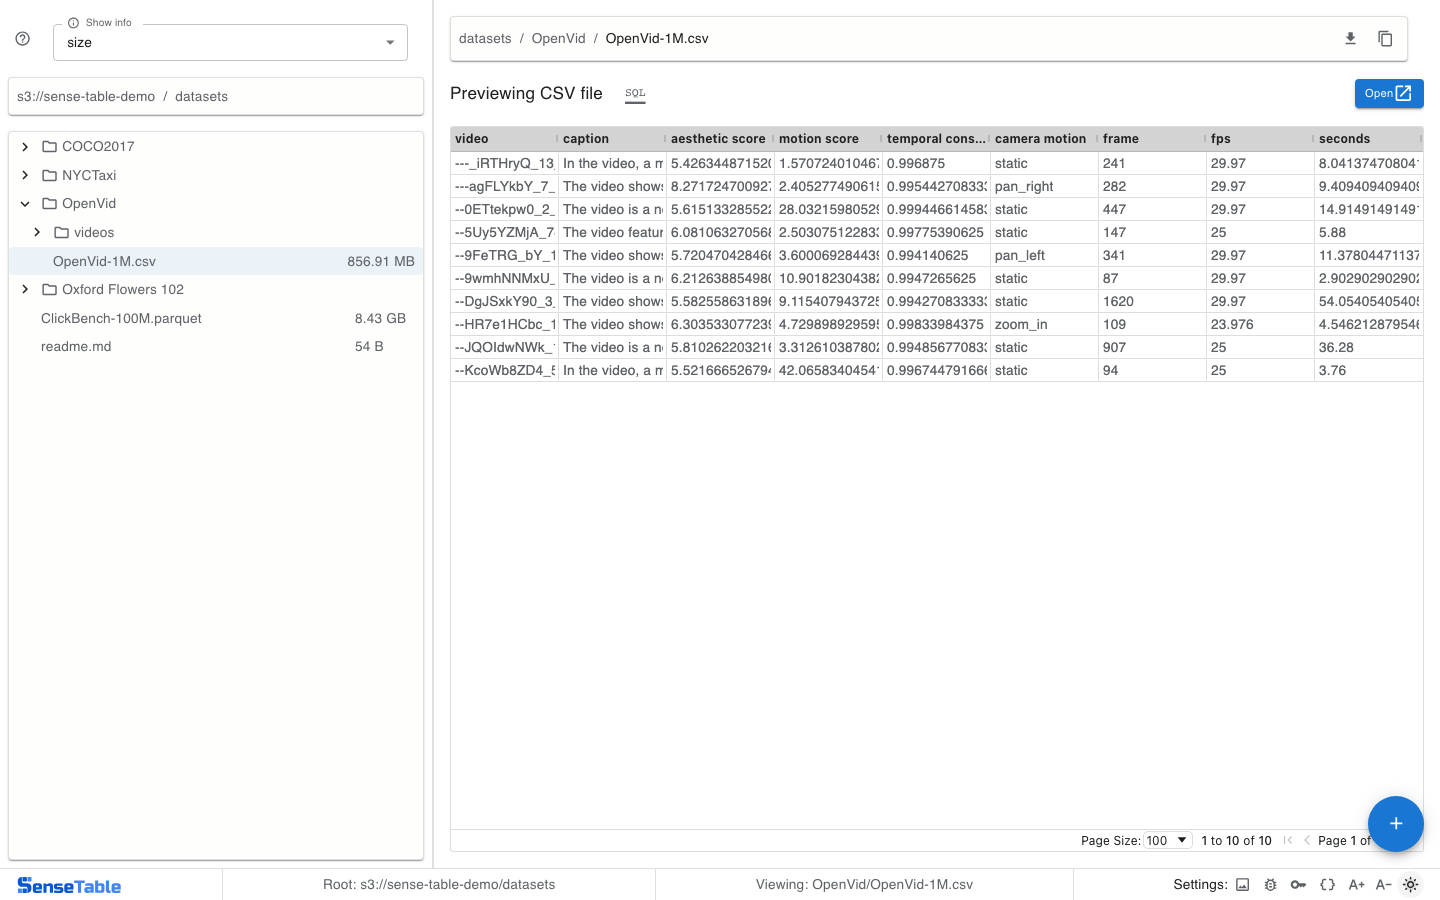 Show info
size
s3://sense-table-demo / datasets
COCO2017
NYCTaxi
OpenVid
videos
OpenVid-1M.csv 856.91 MB
Oxford Flowers 102
ClickBench-100M.parquet 8.43 GB
readme.md 54 B
datasets / OpenVid / OpenVid-1M.csv
Previewing CSV file SQL Open
video caption aesthetic score motion score temporal cons... camera motion frame fps seconds
---_iRTHryQ_13_ In the video, a m 5.42634487152 1.57072401046 0.996875 static 241 29.97 8.04137470804
---agFLYkbY_7_ The video shows 8.27172470092 2.40527749061 0.99544270833 pan_right 282 29.97 9.40940940940
--0ETtekpw0_2_ The video is a ne 5.61513328552 28.0321598052 0.99944661458 static 447 29.97 14.9149149149
--5Uy5YZMjA_7 The video featur 6.08106327056 2.50307512283 0.99775390625 static 147 25 5.88
--9FeTRG_bY_1 The video shows 5.72047042846 3.60006928443 0.994140625 pan_left 341 29.97 11.3780447113
--9wmhNNMxU_ The video shows 6.21263885498 10.9018230438 0.9947265625 static 87 29.97 2.90290290290
--DgJSxkY90_3_ The video shows 5.58255863189 9.11540794372 0.99427083333 static 1620 29.97 54.0540540540
--HR7e1HCbc_1 The video shows 6.30353307723 4.72989892959 0.99833984375 zoom_in 109 23.976 4.54621287954
--JQOIdwNWk_ The video is a ne 5.81026220321 3.31261038780 0.99485677083 static 907 25 36.28
--KcoWb8ZD4_5 In the video, a m 5.52166652679 42.0658340454 0.99674479166 static 94 25 3.76
Page Size: 100 1 to 10 of 10 Page 1 of
SenseTable
Root: s3://sense-table-demo/datasets
Viewing: OpenVid/OpenVid-1M.csv
Settings: A+ A-